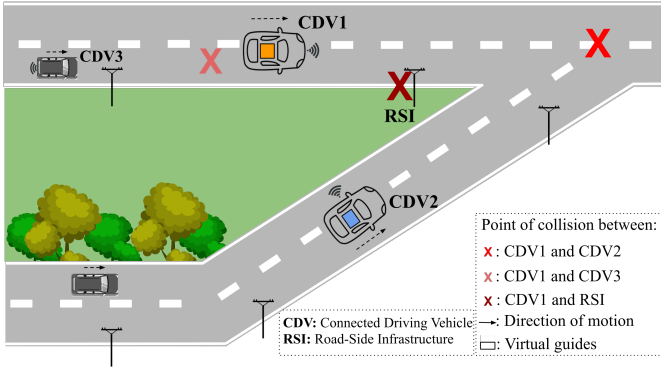 CDV1
CDV3
RSI
CDV2
Point of collision between:
X : CDV1 and CDV2
X : CDV1 and CDV3
X : CDV1 and RSI
: Direction of motion
: Virtual guides
CDV: Connected Driving Vehicle
RSI: Road-Side Infrastructure